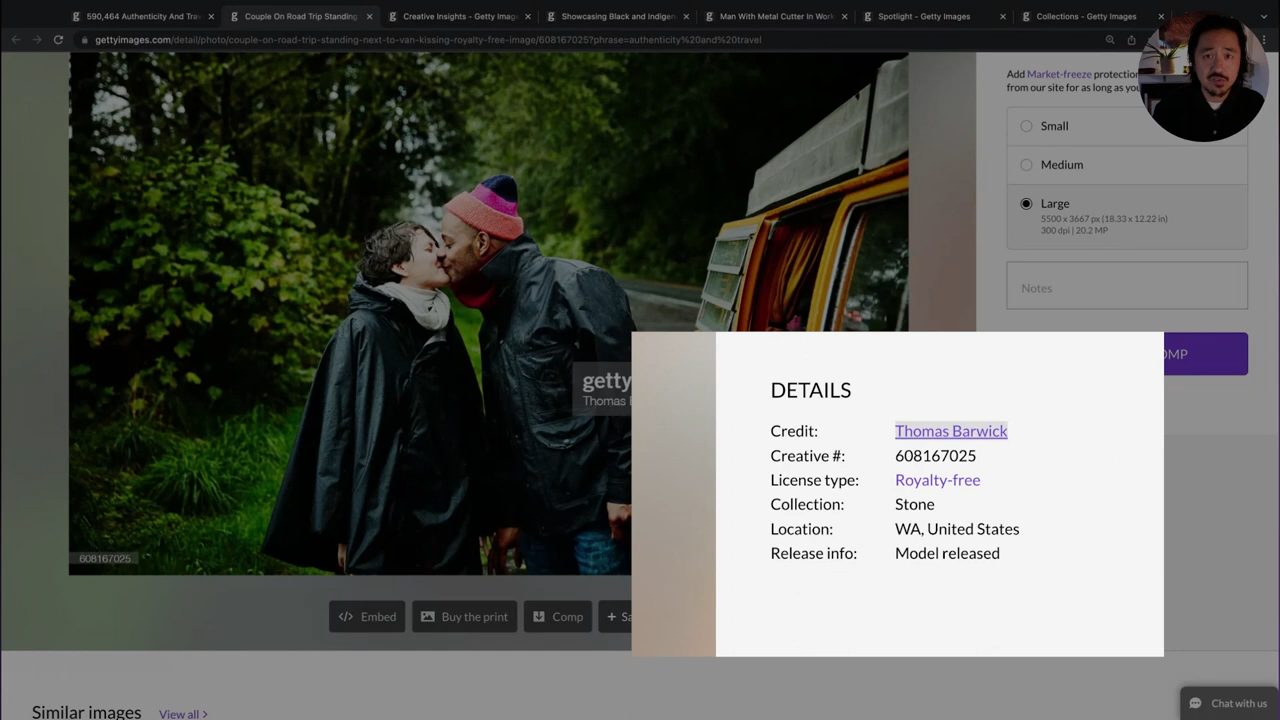 590,464 Authenticity And Trav
Couple On Road Trip Standing
Creative Insights - Getty Imag
Showcasing Black and Indigen
Man With Metal Cutter In Work
Spotlight - Getty Images
Collections - Getty Images
gettyimages.com/detail/photo/couple-on-road-trip-standing-next-to-van-kissing-royalty-free-image/608167025?phrase=authenticity%20and%20travel
Add Market-freeze protection
from our site for as long as you
Small
Medium
Large
5500 x 3667 px (18.33 x 12.22 in)
300 dpi | 20.2 MP
Notes
OMP
getty
Thomas B
DETAILS
Credit: Thomas Barwick
Creative #: 608167025
License type: Royalty-free
Collection: Stone
Location: WA, United States
Release info: Model released
608167025
</> Embed
Buy the print
Comp
+ Sa
Similar images View all >
Chat with us